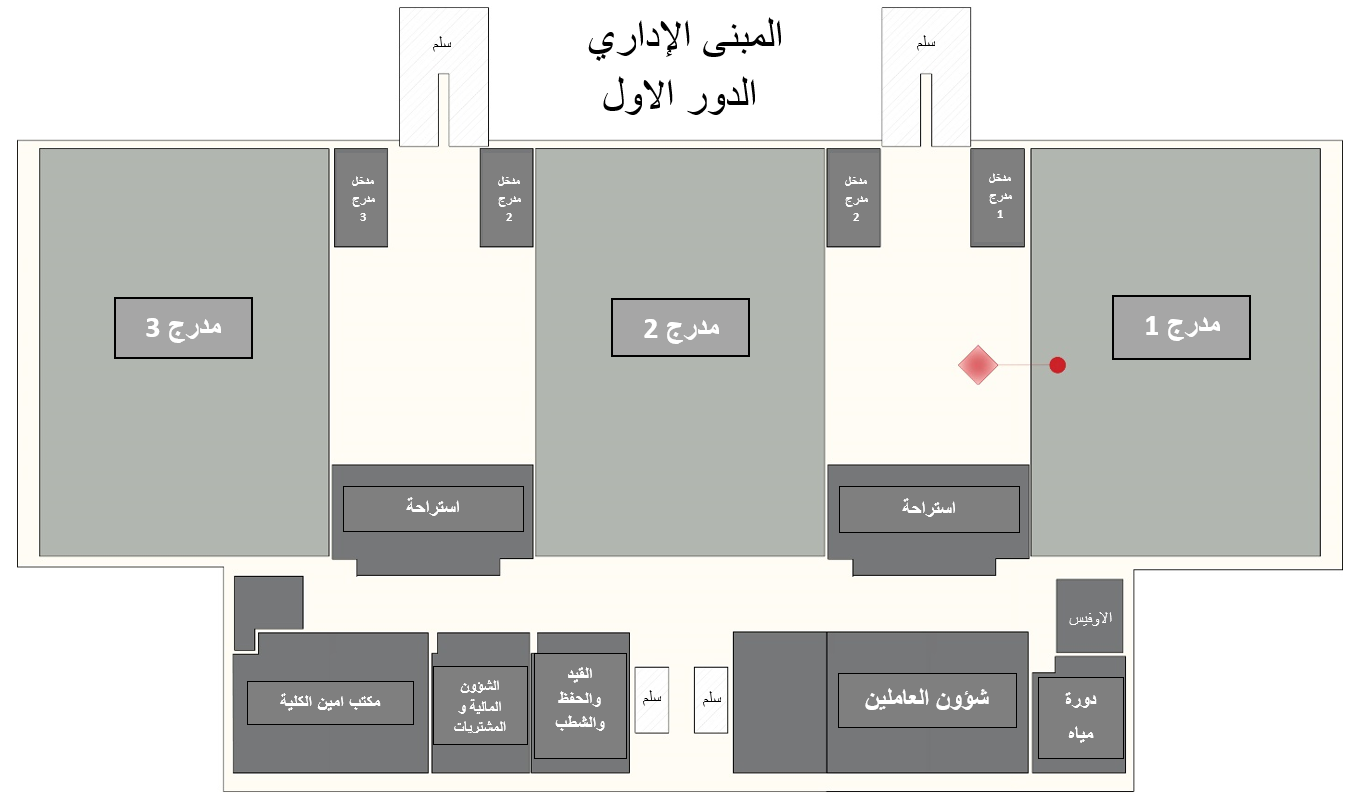 المبنى الإداري
الدور الاول
سلم
سلم
مدخل
مدرج
1
مدخل
مدرج
2
مدخل
مدرج
2
مدخل
مدرج
3
مدرج 1
مدرج 2
مدرج 3
استراحة
استراحة
الاوفيس
دورة
مياه
شؤون العاملين
سلم
سلم
القيد
والحفظ
والشطب
الشؤون
المالية و
المشتريات
مكتب امين الكلية